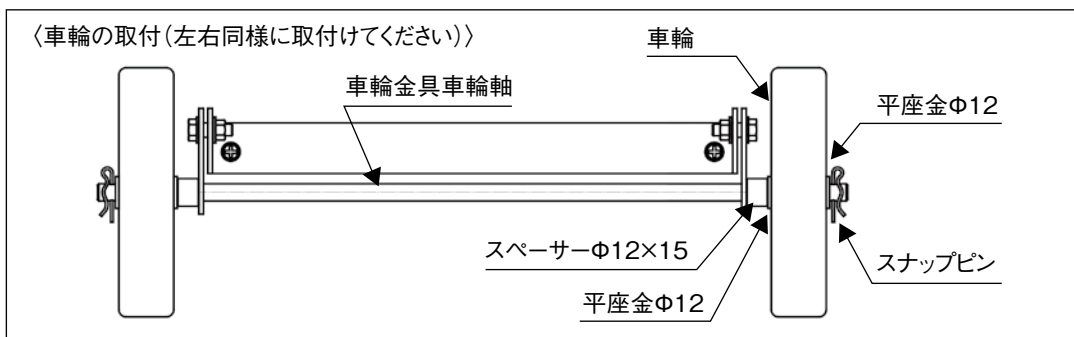 〈車輪の取付(左右同様に取付けてください)〉
車輪
車輪金具車輪軸
平座金Φ12
スペーサーΦ12×15
スナップピン
平座金Φ12